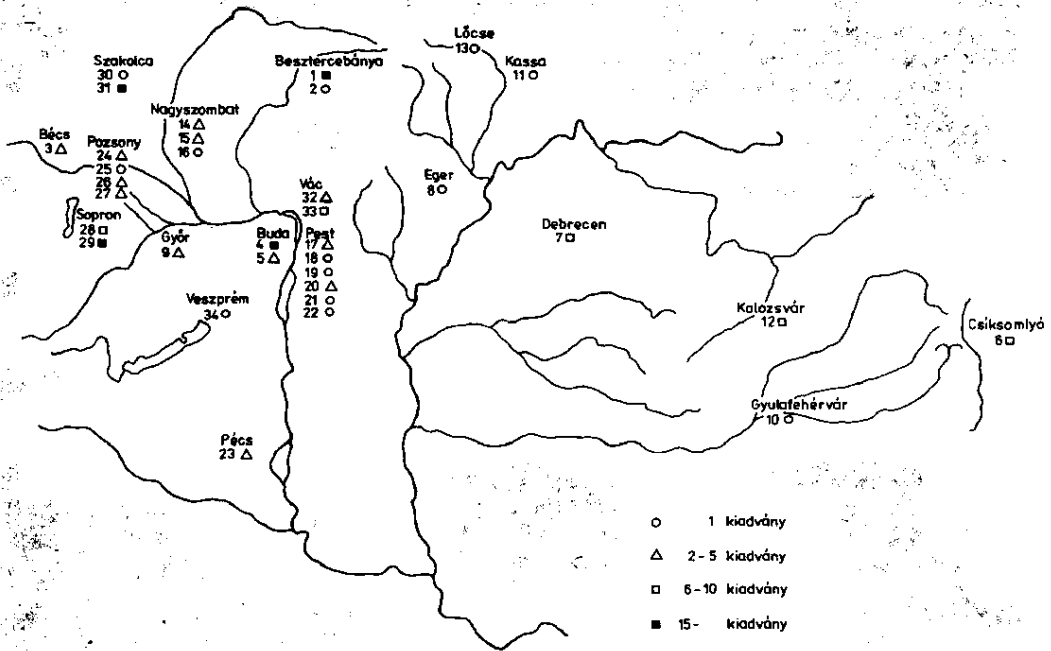 Lőcse
13 ○
Kassa
11 ○
Szakolca
30 ○
31 ■
Besztercebánya
1 ■
2 ○
Nagyszombat
14 △
15 △
16 ○
Bécs
3 △
Pozsony
24 △
25 ○
26 △
27 △
Eger
8 ○
Vác
32 △
33 □
Sopron
28 □
29 ■
Győr
9 △
Buda
4 ■
5 △
Pest
17 △
18 ○
19 ○
20 △
21 ○
22 ○
Debrecen
7 □
Veszprém
34 ○
Kolozsvár
12 □
Csíksomlyó
6 □
Gyulafehérvár
10 ○
Pécs
23 △
○ 1 kiadvány
△ 2-5 kiadvány
□ 6-10 kiadvány
■ 15- kiadvány